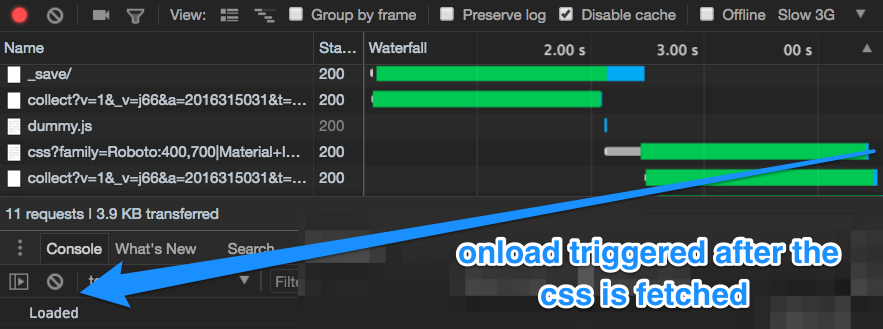 View: Group by frame Preserve log Disable cache Offline Slow 3G
Name Sta... Waterfall 2.00 s 3.00 s 00 s
_save/ 200
collect?v=1&_v=j66&a=2016315031&t=... 200
dummy.js 200
css?family=Roboto:400,700|Material+I... 200
collect?v=1&_v=j66&a=2016315031&t=... 200
11 requests | 3.9 KB transferred
Console What's New Search
onload triggered after the
css is fetched
Loaded